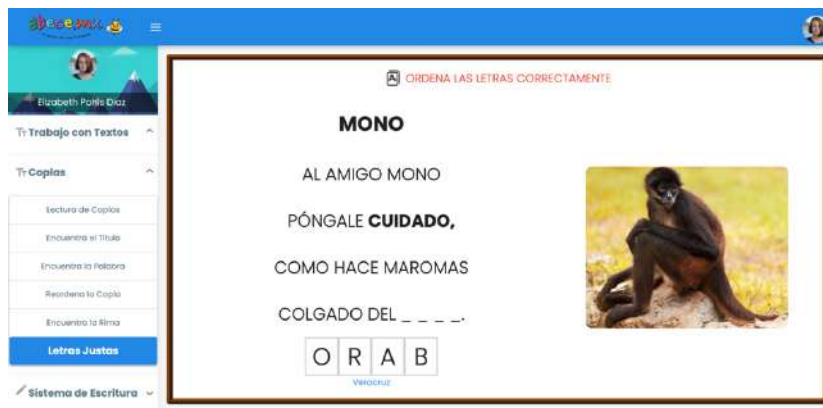 abecemil
Elizabeth Pohls Diaz
Trabajo con Textos
Coplas
Lectura de Coplas
Encuentra el Título
Encuentra la Palabra
Reordena la Copla
Encuentra la Rima
Letras Justas
Sistema de Escritura
ORDENA LAS LETRAS CORRECTAMENTE
MONO
AL AMIGO MONO
PÓNGALE CUIDADO,
COMO HACE MAROMAS
COLGADO DEL _ _ _ _.
O R A B
Veracruz